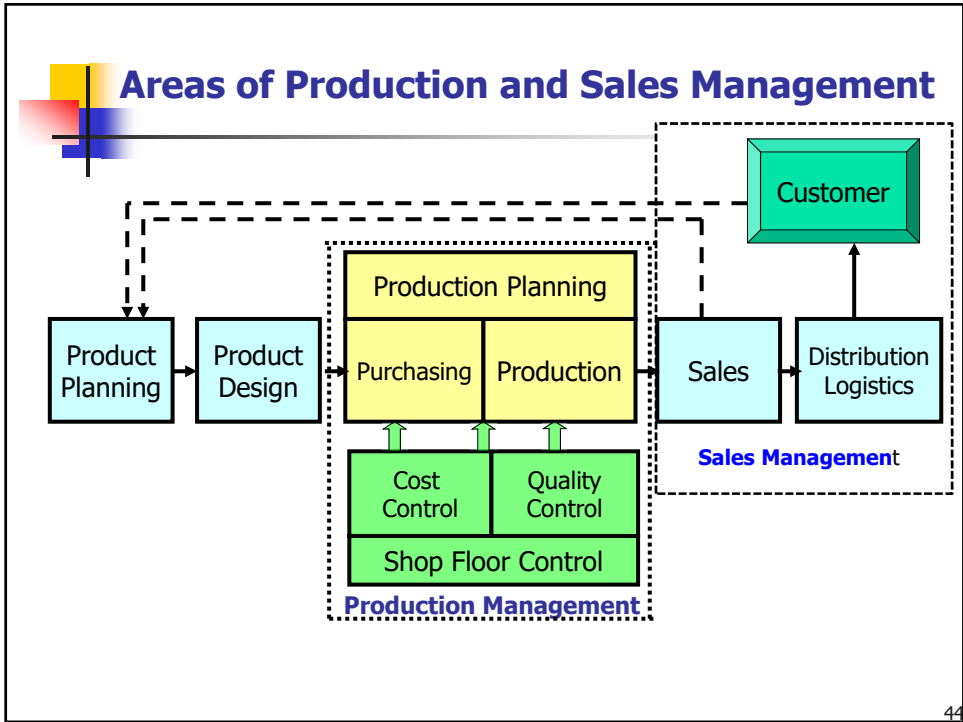 Areas of Production and Sales Management
Customer
Production Planning
Product
Planning
Product
Design
Purchasing
Production
Sales
Distribution
Logistics
Sales Management
Cost
Control
Quality
Control
Shop Floor Control
Production Management
44